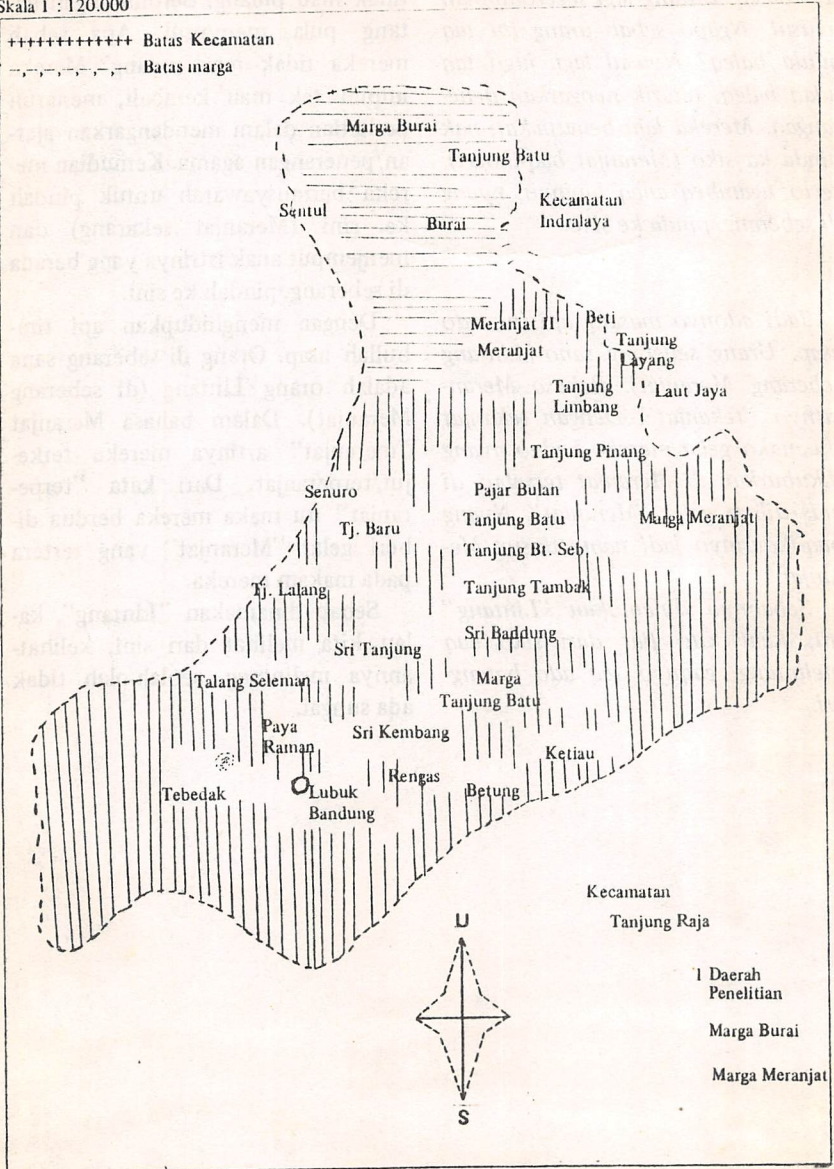 Skala 1 : 120.000
Batas Kecamatan
Batas marga
Marga Burai
Tanjung Batu
Sentul
Burai
Kecamatan
Indralaya
Meranjat II
Beti
Meranjat
Tanjung
Layang
Tanjung
Limbang
Laut Jaya
Tanjung Pinang
Senuro
Pajar Bulan
Tj. Baru
Tanjung Batu
Marga Meranjat
Tanjung Bt. Seb.
Tj. Lalang
Tanjung Tambak
Sri Tanjung
Sri Baddung
Talang Seleman
Marga
Tanjung Batu
Paya
Raman
Sri Kembang
Ketiau
Rengas
Tebedak
Lubuk
Bandung
Betung
Kecamatan
Tanjung Raja
U
S
1 Daerah
Penelitian
Marga Burai
Marga Meranjat